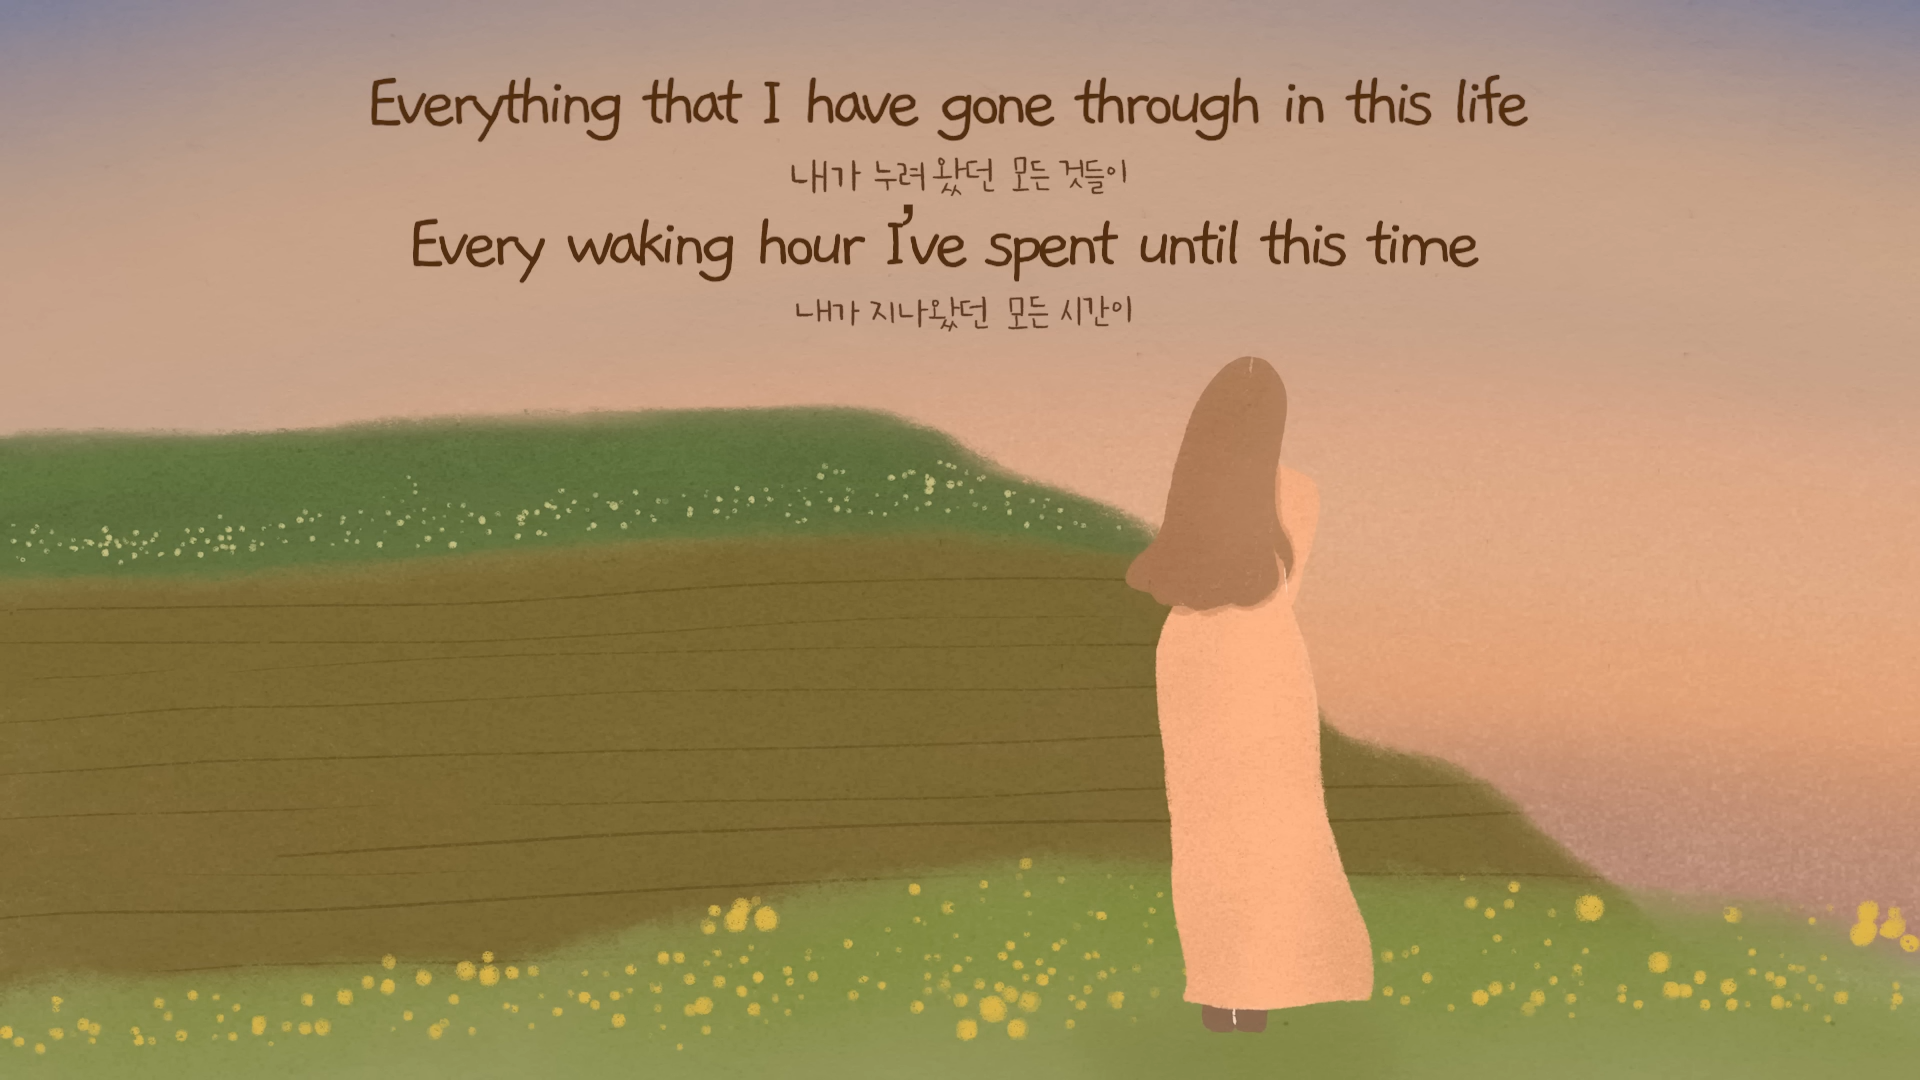 Everything that I have gone through in this life
내가 누려왔던 모든 것들이
Every waking hour I've spent until this time
내가 지나왔던 모든 시간이